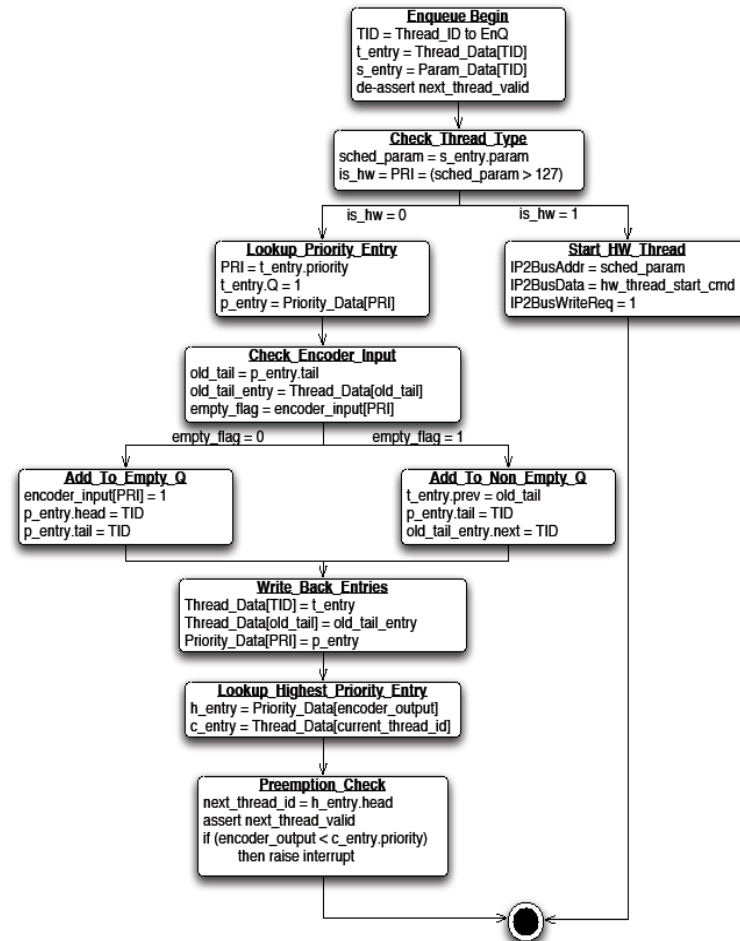 Enqueue Begin
TID = Thread_ID to EnQ
t_entry = Thread_Data[TID]
s_entry = Param_Data[TID]
de-assert next_thread_valid
Check_Thread_Type
sched_param = s_entry.param
is_hw = PRI = (sched_param > 127)
is_hw = 0
is_hw = 1
Lookup_Priority_Entry
PRI = t_entry.priority
t_entry.Q = 1
p_entry = Priority_Data[PRI]
Start_HW_Thread
IP2BusAddr = sched_param
IP2BusData = hw_thread_start_cmd
IP2BusWriteReq = 1
Check_Encoder_Input
old_tail = p_entry.tail
old_tail_entry = Thread_Data[old_tail]
empty_flag = encoder_input[PRI]
empty_flag = 0
empty_flag = 1
Add_To_Empty_Q
encoder_input[PRI] = 1
p_entry.head = TID
p_entry.tail = TID
Add_To_Non_Empty_Q
t_entry.prev = old_tail
p_entry.tail = TID
old_tail_entry.next = TID
Write_Back_Entries
Thread_Data[TID] = t_entry
Thread_Data[old_tail] = old_tail_entry
Priority_Data[PRI] = p_entry
Lookup_Highest_Priority_Entry
h_entry = Priority_Data[encoder_output]
c_entry = Thread_Data[current_thread_id]
Preemption_Check
next_thread_id = h_entry.head
assert next_thread_valid
if (encoder_output < c_entry.priority)
then raise interrupt